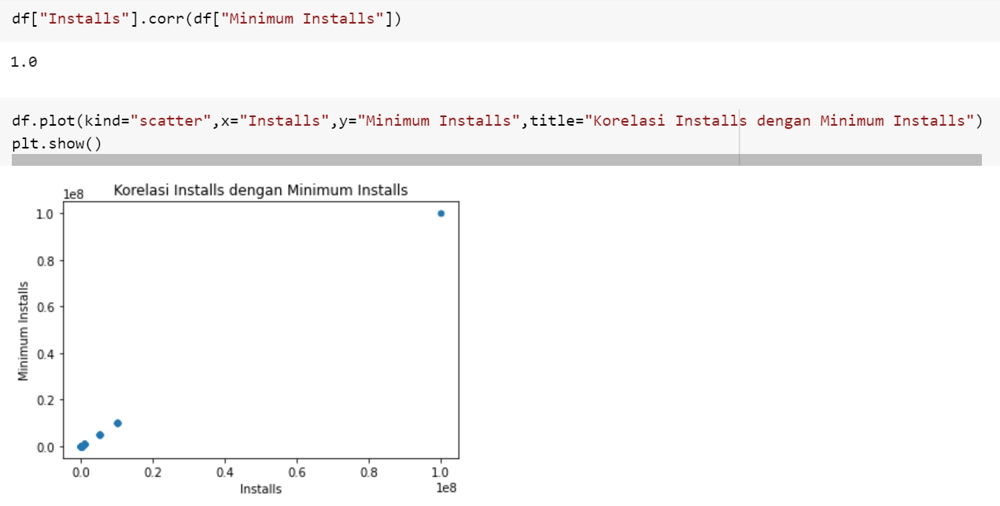 df["Installs"].corr(df["Minimum Installs"])
1.0
df.plot(kind="scatter",x="Installs",y="Minimum Installs",title="Korelasi Installs dengan Minimum Installs")
plt.show()
1e8
Korelasi Installs dengan Minimum Installs
1.0
0.8
0.6
0.4
0.2
0.0
Minimum Installs
0.0 0.2 0.4 0.6 0.8 1.0
Installs
1e8